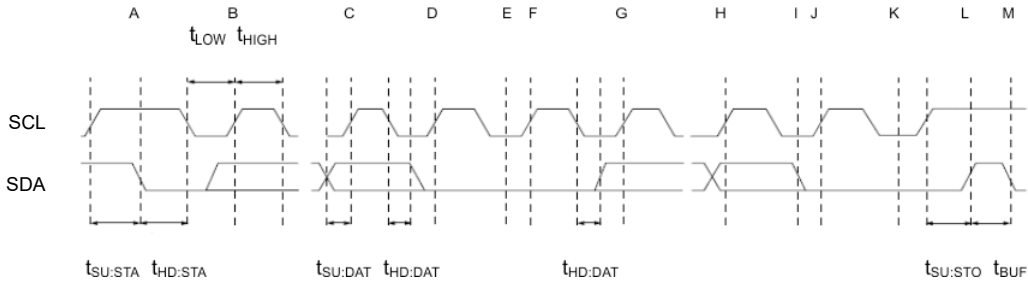 A B C D E F G H I J K L M
tLOW tHIGH
SCL
SDA
tSU:STA tHD:STA tSU:DAT tHD:DAT tHD:DAT tSU:STO tBUF